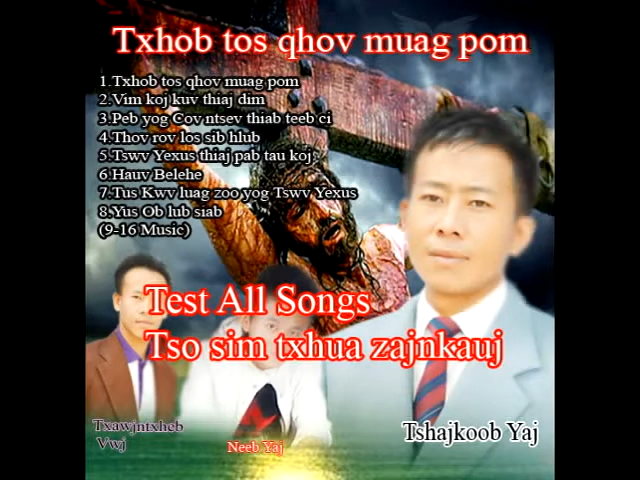 Txhob tos qhov muag pom
1.Txhob tos qhov muag pom
2.Vim koj kuv thiaj dim
3.Peb yog Cov ntsev thiab teeb ci
4.Thov rov los sib hlub
5.Tswv Yexus thiaj pab tau koj
6.Hauv Belehe
7.Tus Kwv luag zoo yog Tswv Yexus
8.Yus Ob lub siab
(9-16 Music)
Test All Songs
Tso sim txhua zajnkauj
Txawjntxheb
Vwj
Neeb Yaj
Tshajkoob Yaj